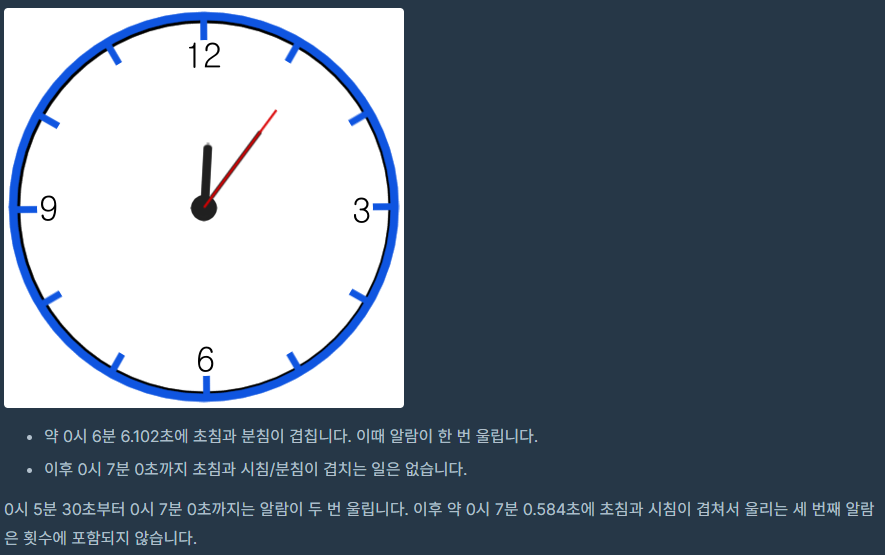 12
9
3
6
약 0시 6분 6.102초에 초침과 분침이 겹칩니다. 이때 알람이 한 번 울립니다.
이후 0시 7분 0초까지 초침과 시침/분침이 겹치는 일은 없습니다.
0시 5분 30초부터 0시 7분 0초까지는 알람이 두 번 울립니다. 이후 약 0시 7분 0.584초에 초침과 시침이 겹쳐서 울리는 세 번째 알람
은 횟수에 포함되지 않습니다.